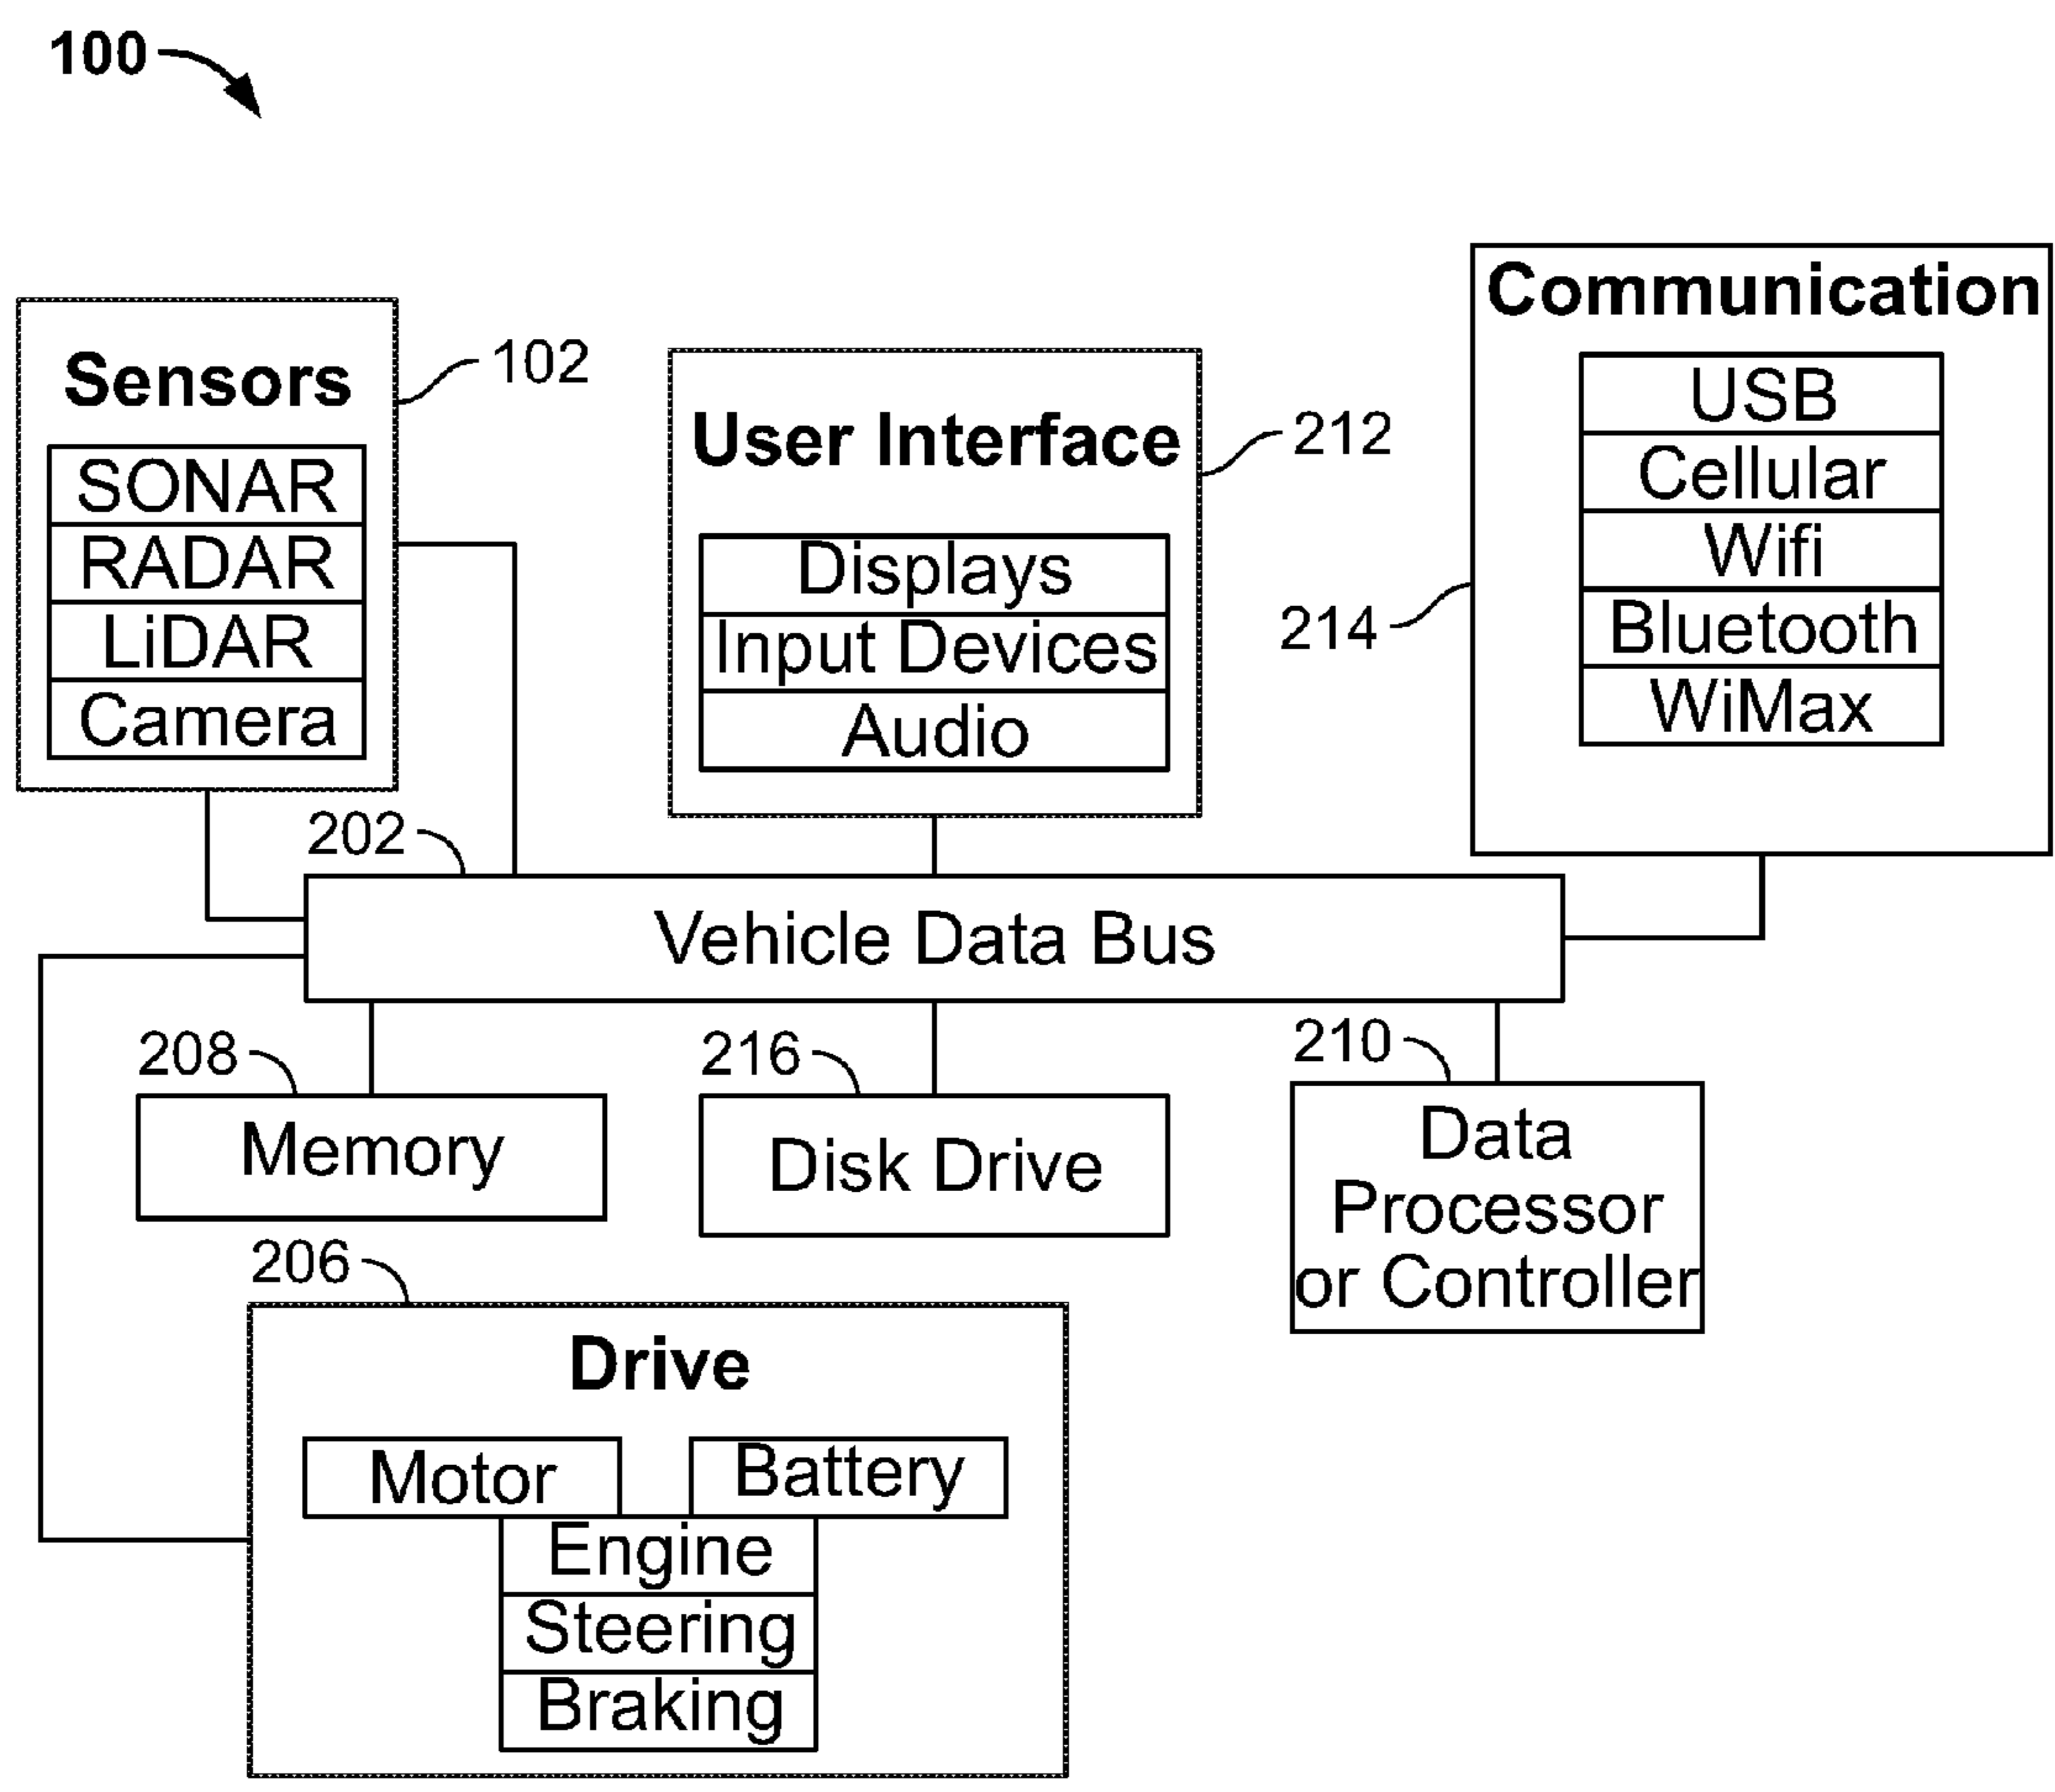 100
Sensors
102
SONAR
RADAR
LiDAR
Camera
User Interface
212
Displays
Input Devices
Audio
Communication
USB
Cellular
Wifi
Bluetooth
WiMax
214
202
Vehicle Data Bus
208
Memory
216
Disk Drive
210
Data
Processor
or Controller
206
Drive
Motor
Battery
Engine
Steering
Braking